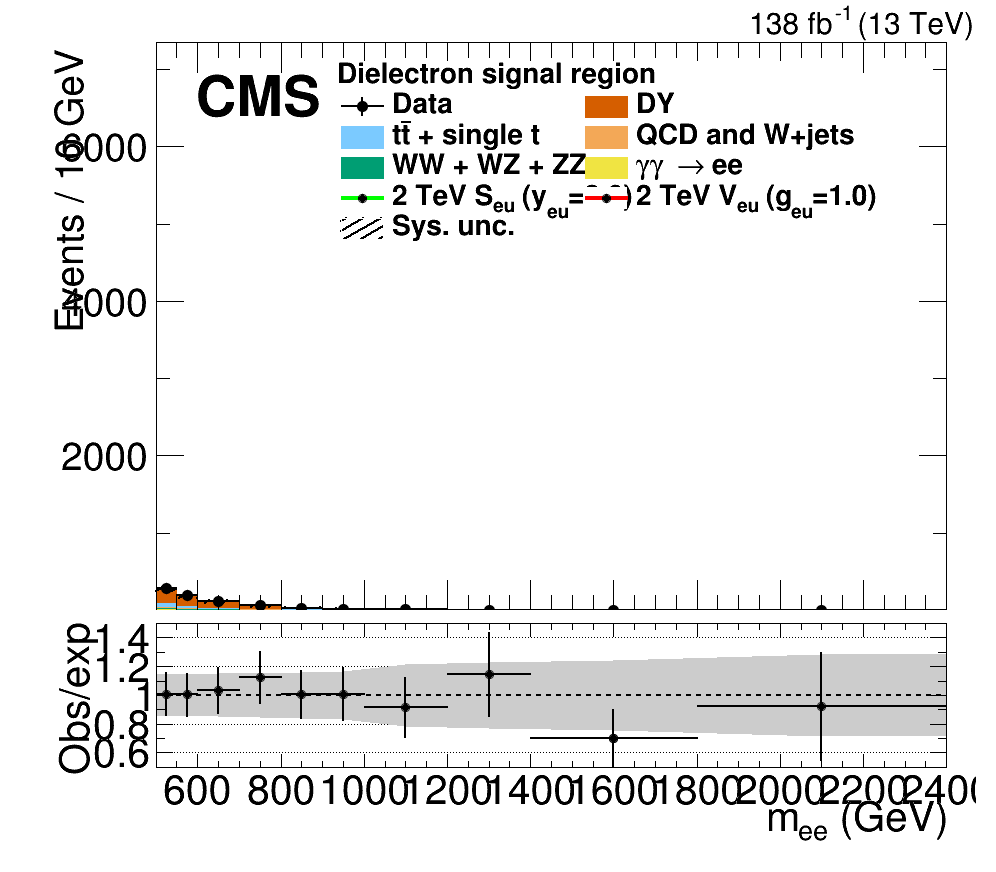 138 fb-1 (13 TeV)
CMS
Dielectron signal region
Data
DY
tt̄ + single t
QCD and W+jets
WW + WZ + ZZ
γγ → ee
2 TeV Seu (yeu=
2 TeV Veu (geu=1.0)
Sys. unc.
Events / 10 GeV
6000
4000
2000
Obs/exp
1.4
1.2
1
0.8
0.6
600 800 1000 1200 1400 1600 1800 2000 2200 2400
mee (GeV)